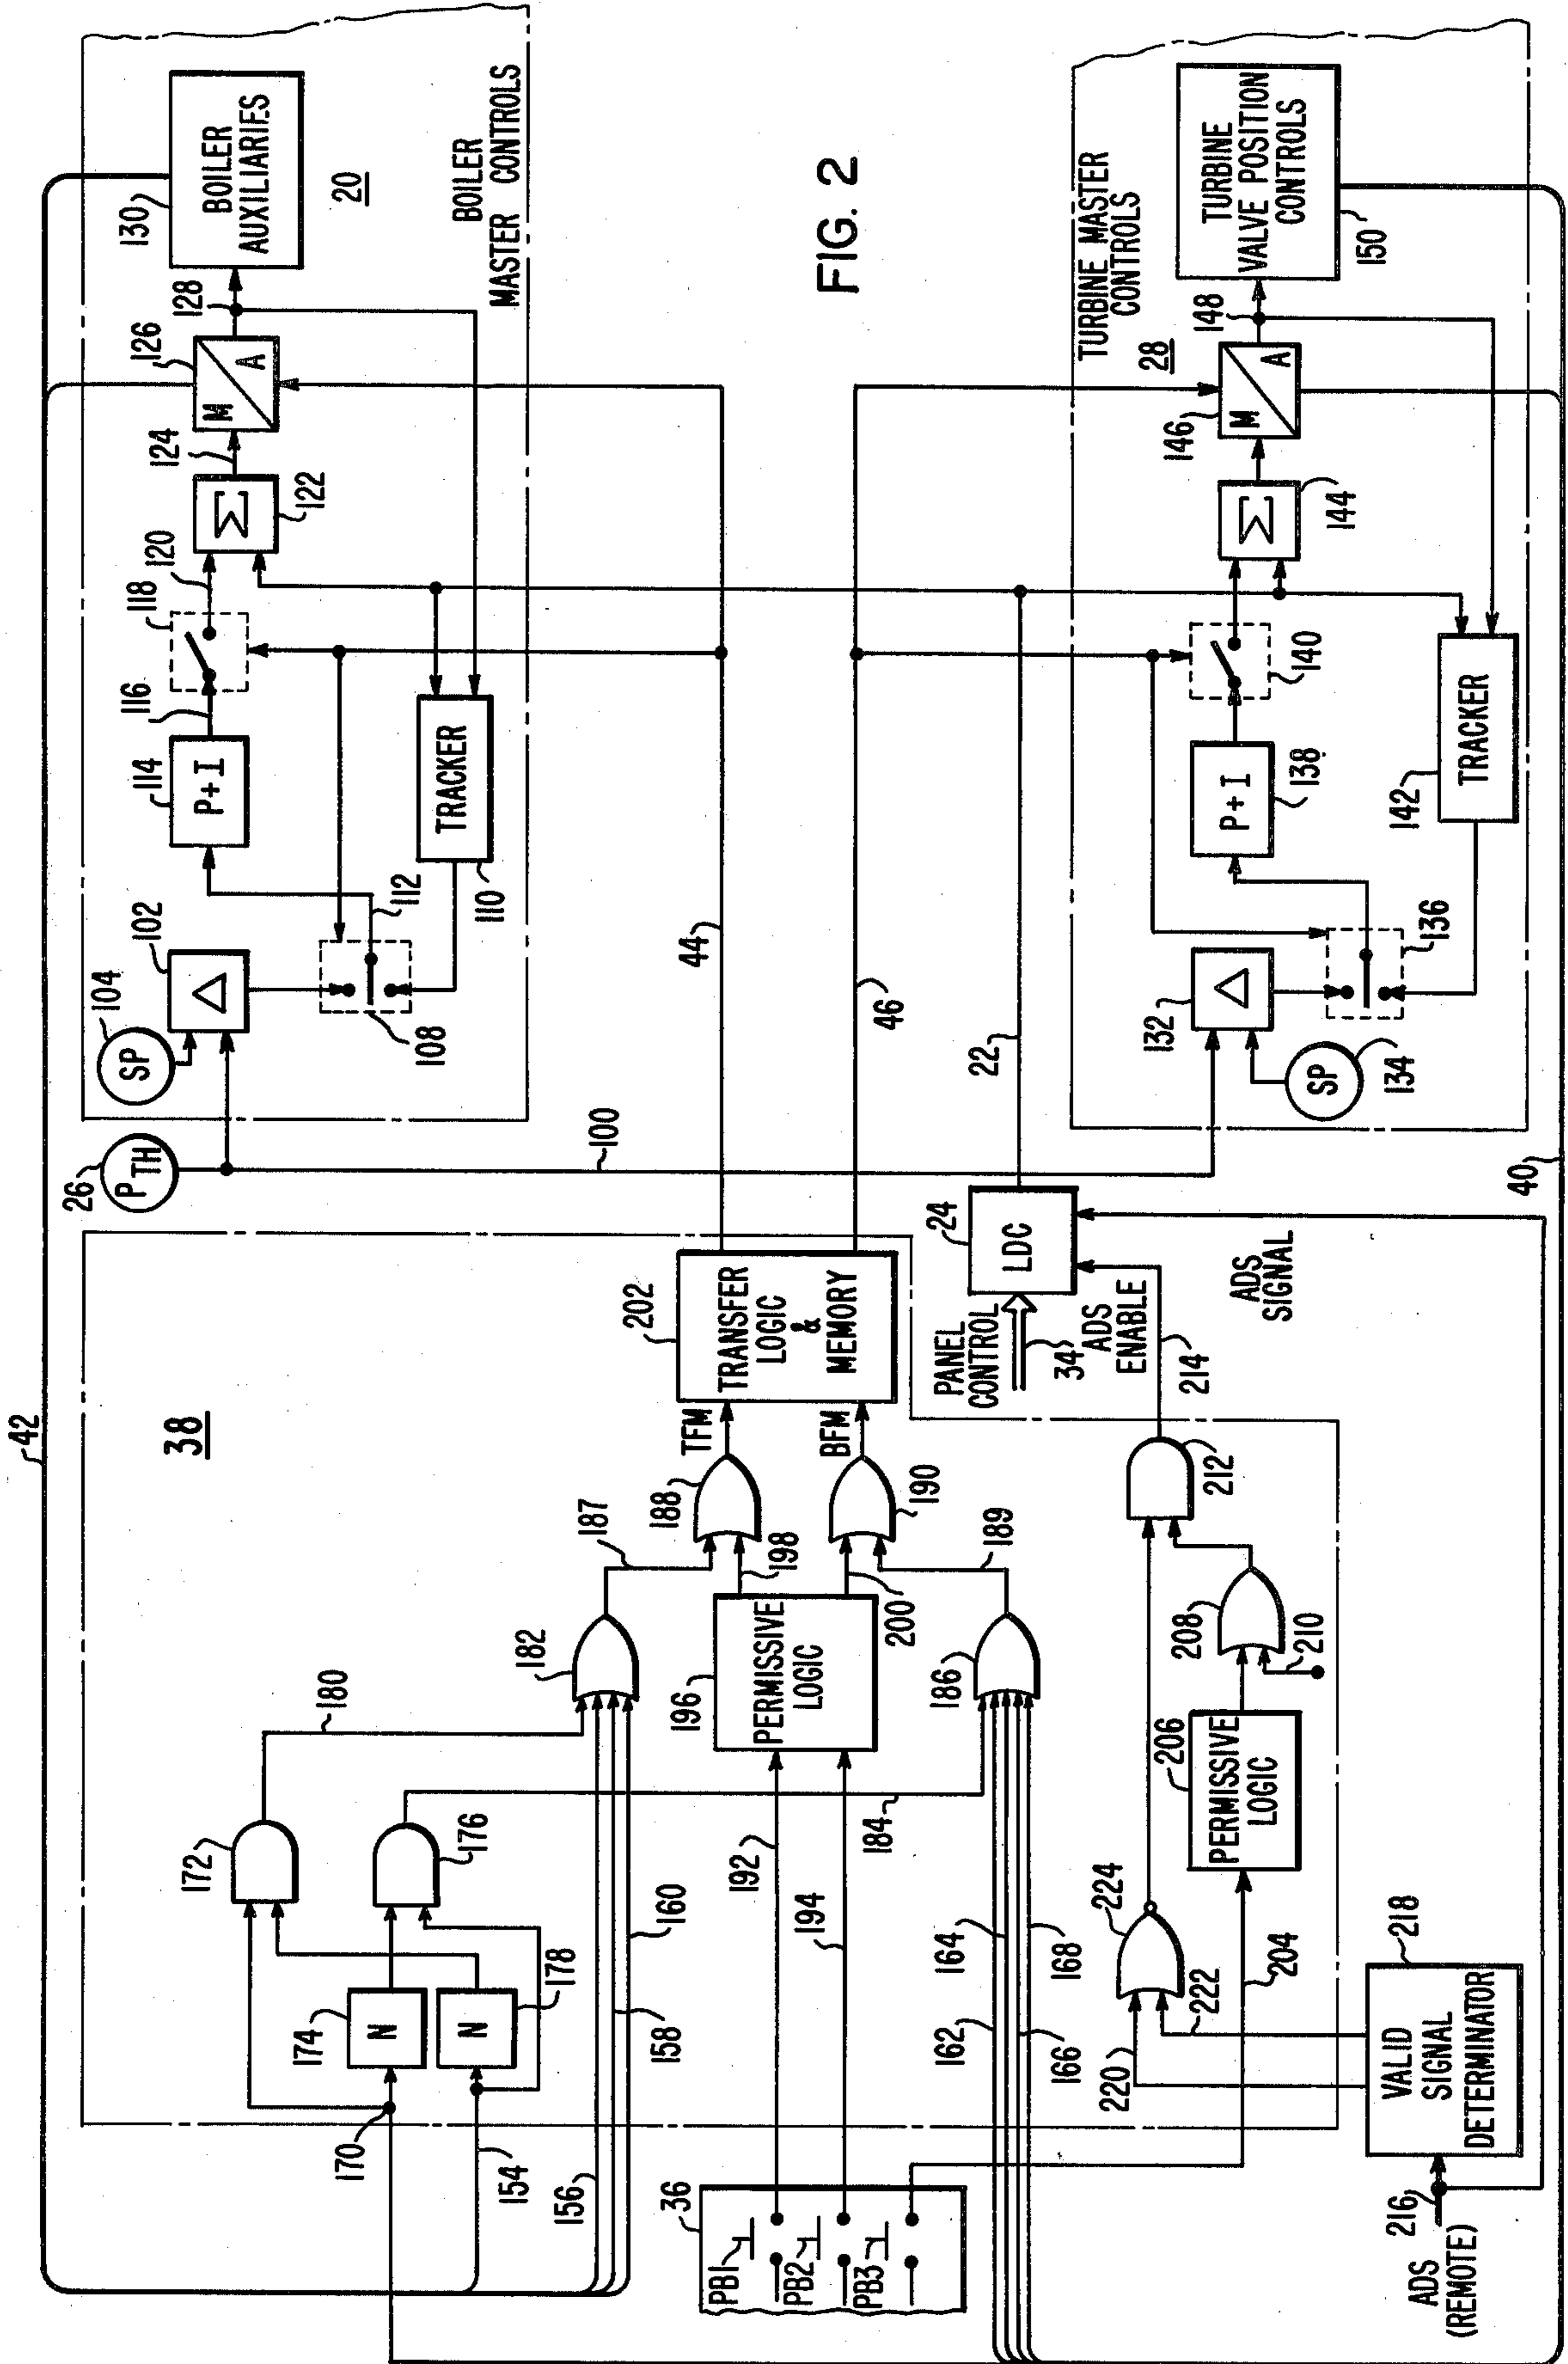 FIG. 2
42
38
26
P TH
100
104
SP
102
108
112
110
TRACKER
114
P+I
116
118
120
Σ
122
124
126
M
A
128
130
BOILER
AUXILIARIES
20
BOILER
MASTER CONTROLS
44
46
22
170
154
174
N
178
N
172
176
180
156
158
160
182
187
188
TFM
36
PB1
PB2
PB3
192
194
184
196
PERMISSIVE
LOGIC
198
200
BFM
190
189
186
162
164
166
168
202
TRANSFER
LOGIC
&
MEMORY
PANEL
CONTROL
34
24
LDC
ADS
ENABLE
214
ADS
SIGNAL
212
208
210
206
PERMISSIVE
LOGIC
204
224
220
222
218
VALID
SIGNAL
DETERMINATOR
216
ADS
(REMOTE)
40
TURBINE MASTER
CONTROLS
28
132
Δ
SP
134
136
138
P+I
140
142
TRACKER
144
Σ
146
M
A
148
150
TURBINE
VALVE POSITION
CONTROLS
Δ